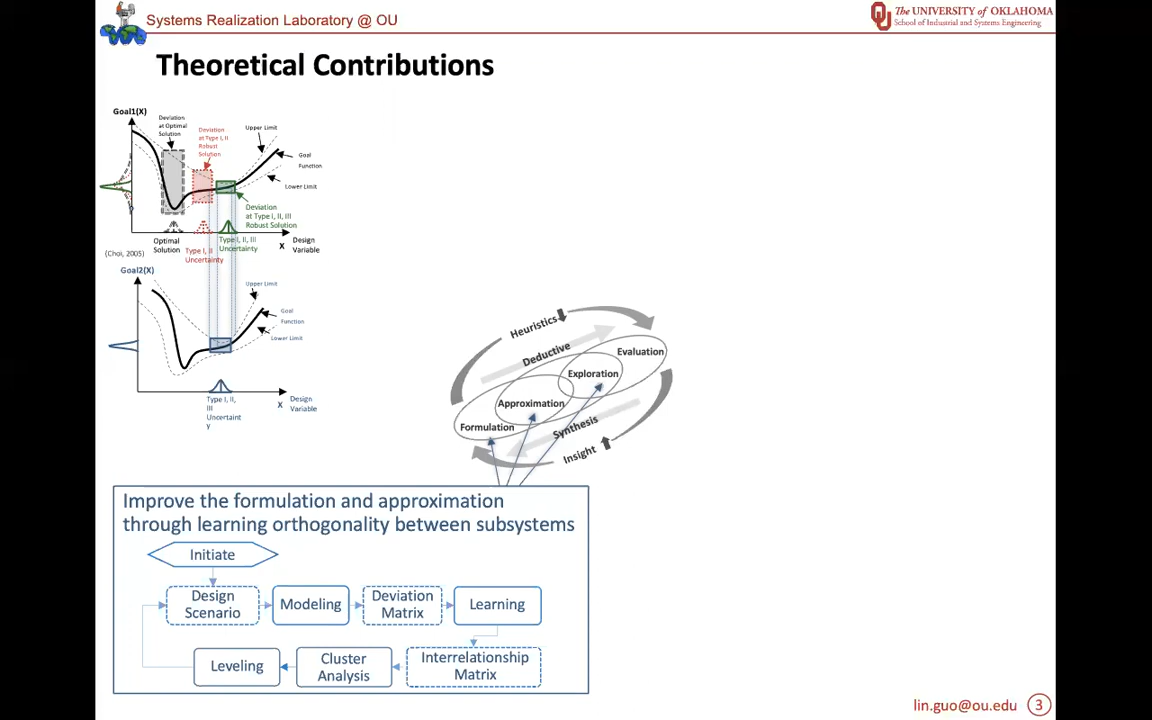 Systems Realization Laboratory @ OU
The UNIVERSITY of OKLAHOMA
School of Industrial and Systems Engineering
Theoretical Contributions
Goal1(X)
Deviation
at Optimal
Solution
Deviation
at Type I, II
Robust
Solution
Upper Limit
Goal
Function
Lower Limit
Deviation
at Type I, II, III
Robust Solution
Optimal
Solution
Type I, II
Uncertainty
Type I, II, III
Uncertainty
X
Design
Variable
(Choi, 2005)
Goal2(X)
Upper Limit
Goal
Function
Lower Limit
Type I, II,
III
Uncertaint
y
X
Design
Variable
Heuristics
Deductive
Evaluation
Exploration
Approximation
Formulation
Synthesis
Insight
Improve the formulation and approximation
through learning orthogonality between subsystems
Initiate
Design
Scenario
Modeling
Deviation
Matrix
Learning
Leveling
Cluster
Analysis
Interrelationship
Matrix
lin.guo@ou.edu
3